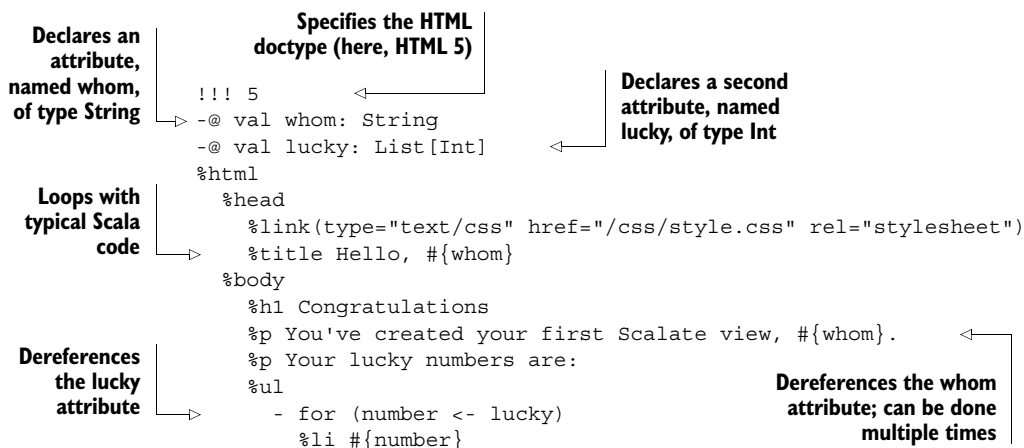 Specifies the HTML
doctype (here, HTML 5)
Declares an
attribute,
named whom,
of type String
Declares a second
attribute, named
lucky, of type Int
!!! 5
-@ val whom: String
-@ val lucky: List[Int]
%html
  %head
    %link(type="text/css" href="/css/style.css" rel="stylesheet")
    %title Hello, #{whom}
  %body
    %h1 Congratulations
    %p You've created your first Scalate view, #{whom}.
    %p Your lucky numbers are:
    %ul
      - for (number <- lucky)
        %li #{number}
Loops with
typical Scala
code
Dereferences
the lucky
attribute
Dereferences the whom
attribute; can be done
multiple times